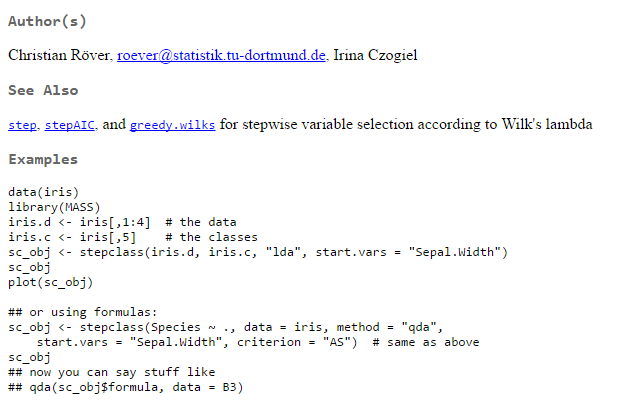 Author(s)
Christian Röver, roever@statistik.tu-dortmund.de, Irina Czogiel
See Also
step, stepAIC, and greedy.wilks for stepwise variable selection according to Wilk's lambda
Examples
data(iris)
library(MASS)
iris.d <- iris[,1:4]  # the data
iris.c <- iris[,5]    # the classes
sc_obj <- stepclass(iris.d, iris.c, "lda", start.vars = "Sepal.Width")
sc_obj
plot(sc_obj)
## or using formulas:
sc_obj <- stepclass(Species ~ ., data = iris, method = "qda",
    start.vars = "Sepal.Width", criterion = "AS")  # same as above
sc_obj
## now you can say stuff like
## qda(sc_obj$formula, data = B3)